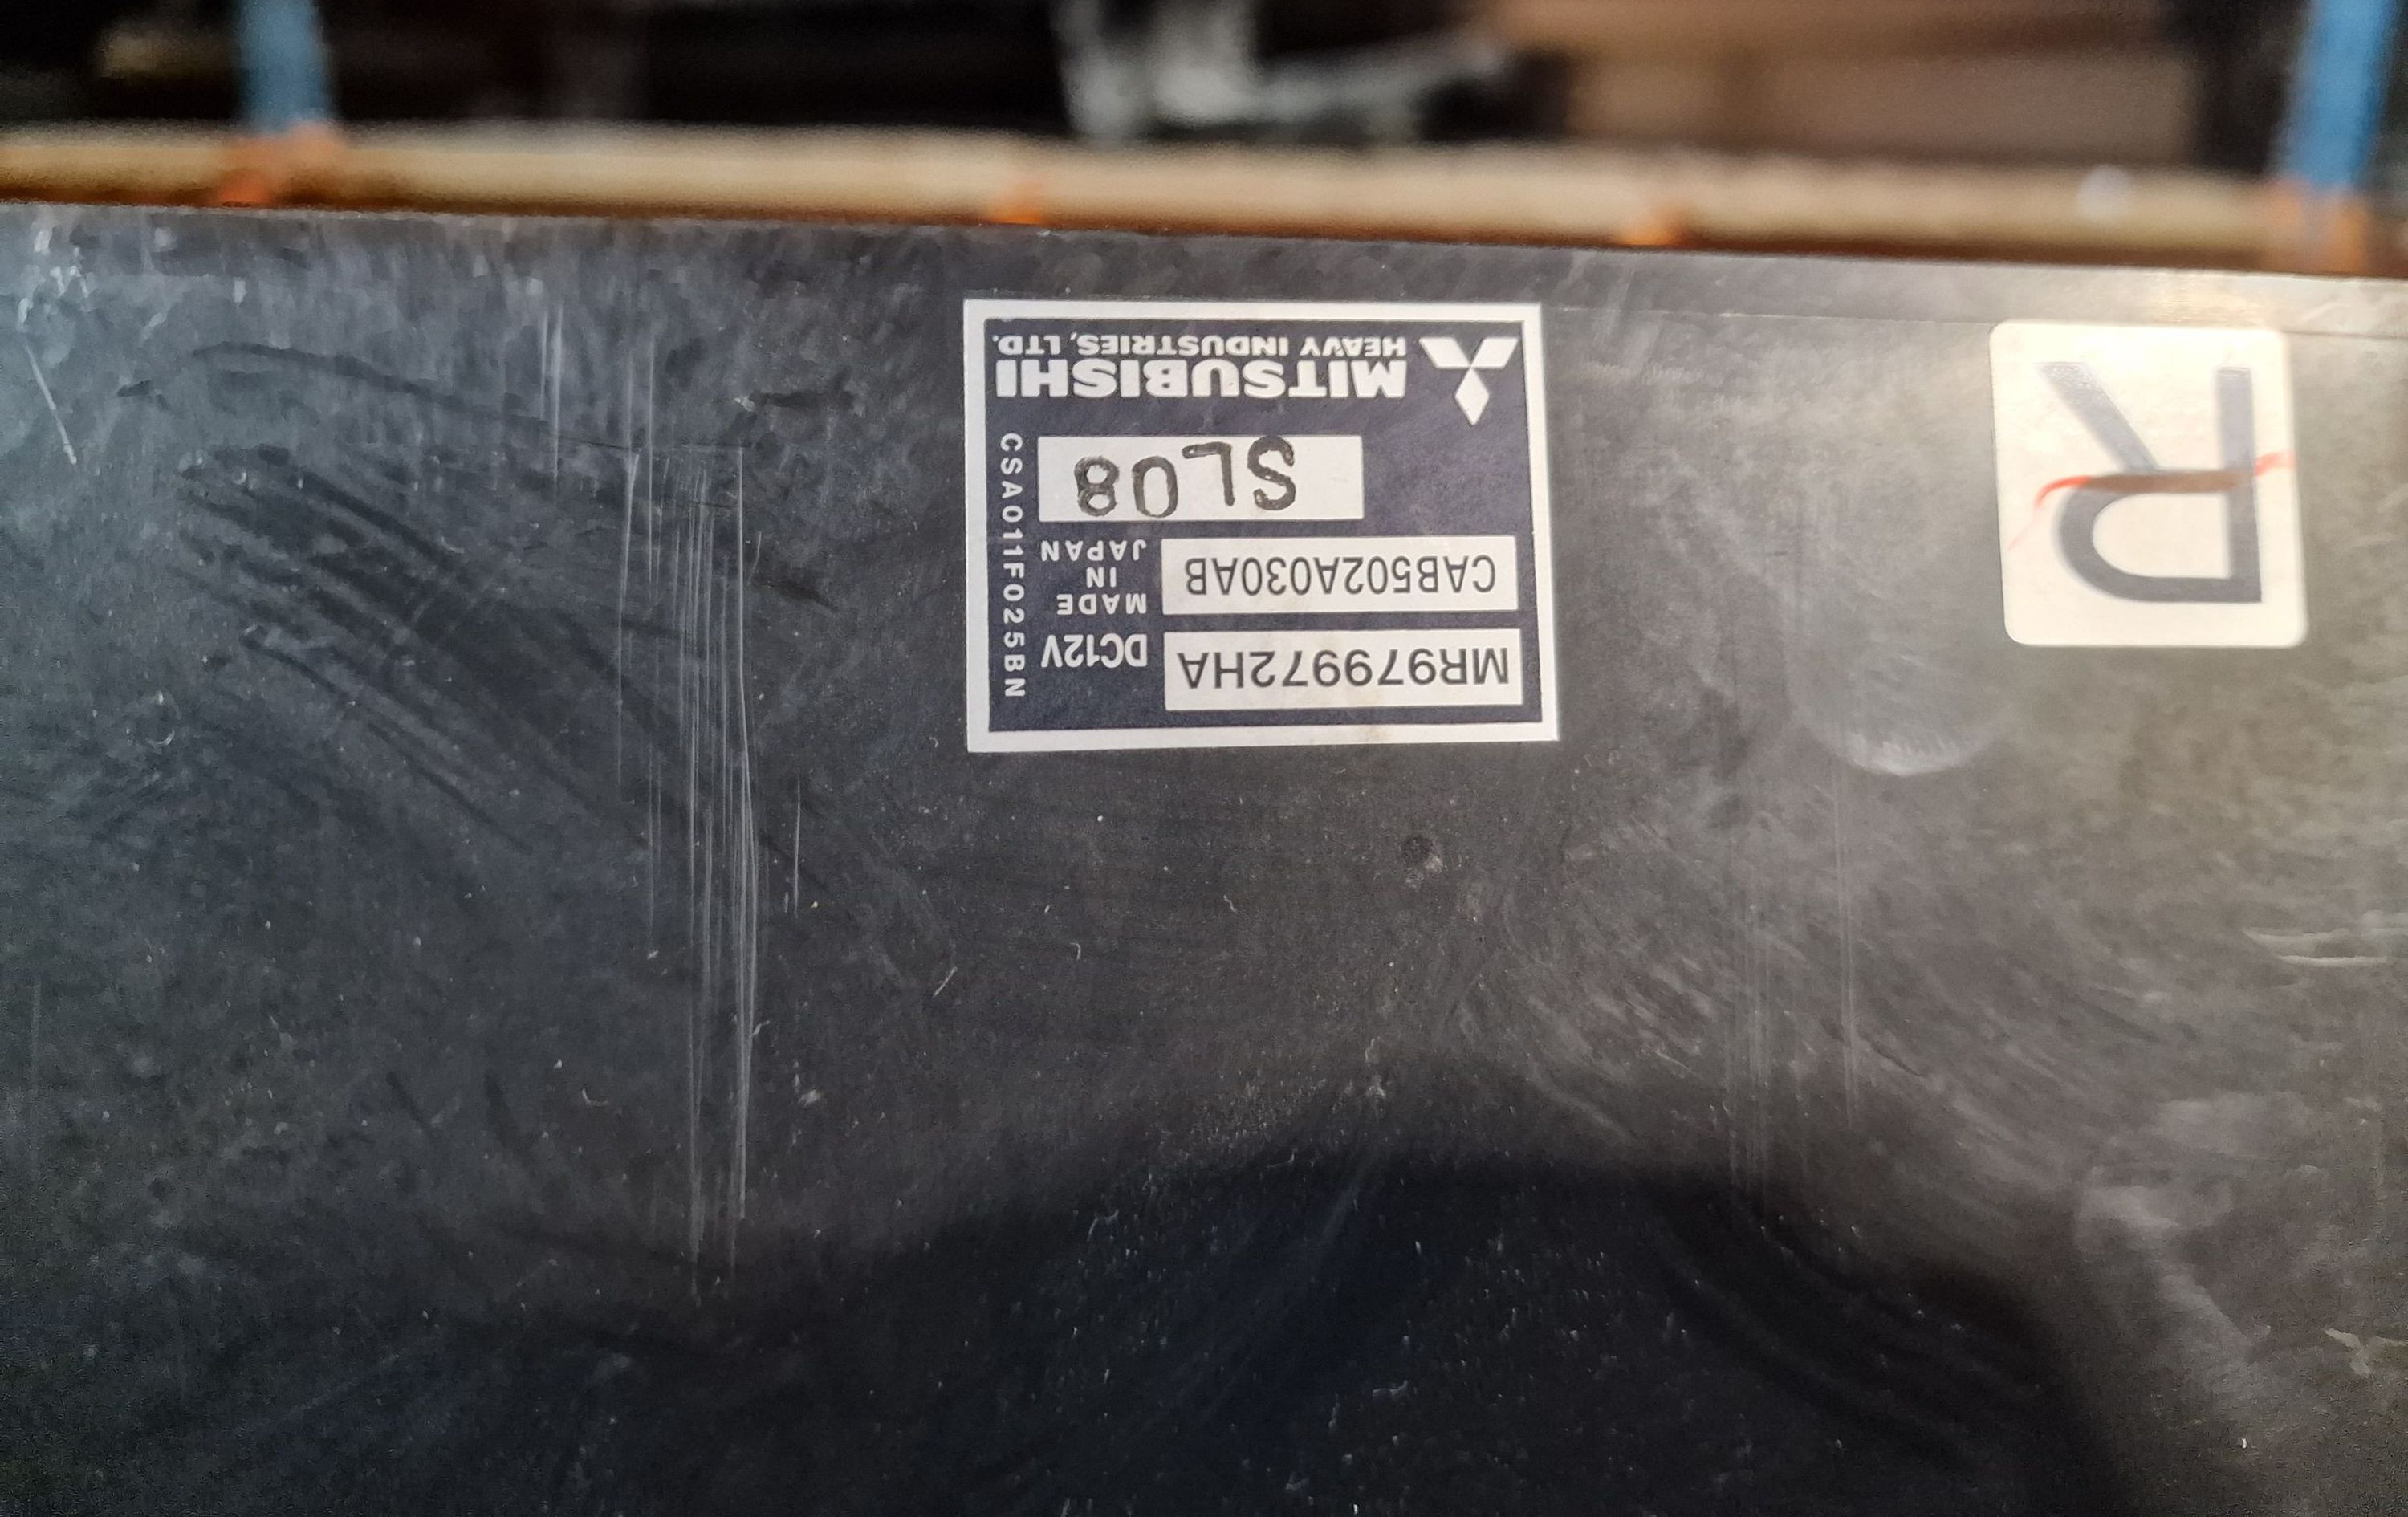 MR979972HA
DC12V
CAB502A030AB
MADE
IN
JAPAN
SL08
MITSUBISHI
HEAVY INDUSTRIES, LTD.
CSA011F025BN
R